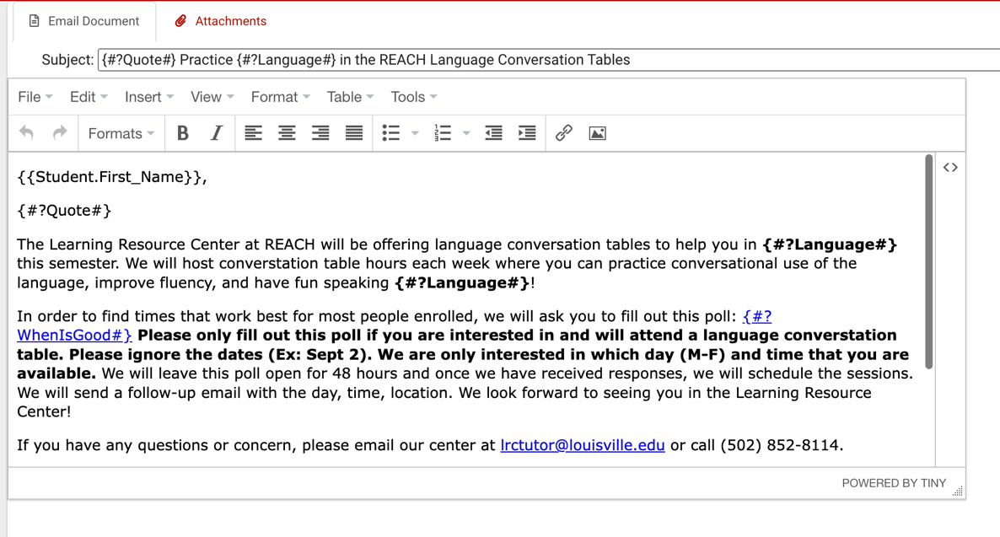 Email Document Attachments
Subject: {#?Quote#} Practice {#?Language#} in the REACH Language Conversation Tables
File Edit Insert View Format Table Tools
Formats B I
{{Student.First_Name}},
{#?Quote#}
The Learning Resource Center at REACH will be offering language conversation tables to help you in {#?Language#}
this semester. We will host converstation table hours each week where you can practice conversational use of the
language, improve fluency, and have fun speaking {#?Language#}!
In order to find times that work best for most people enrolled, we will ask you to fill out this poll: {#?
WhenIsGood#} Please only fill out this poll if you are interested in and will attend a language converstation
table. Please ignore the dates (Ex: Sept 2). We are only interested in which day (M-F) and time that you are
available. We will leave this poll open for 48 hours and once we have received responses, we will schedule the sessions.
We will send a follow-up email with the day, time, location. We look forward to seeing you in the Learning Resource
Center!
If you have any questions or concern, please email our center at lrctutor@louisville.edu or call (502) 852-8114.
POWERED BY TINY